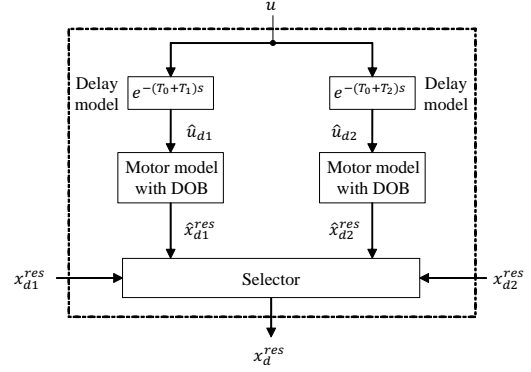 u
Delay model
e^{-(T_0+T_1)s}
e^{-(T_0+T_2)s}
Delay model
û_{d1}
û_{d2}
Motor model with DOB
Motor model with DOB
x̂_{d1}^{res}
x̂_{d2}^{res}
x_{d1}^{res}
Selector
x_{d2}^{res}
x_d^{res}